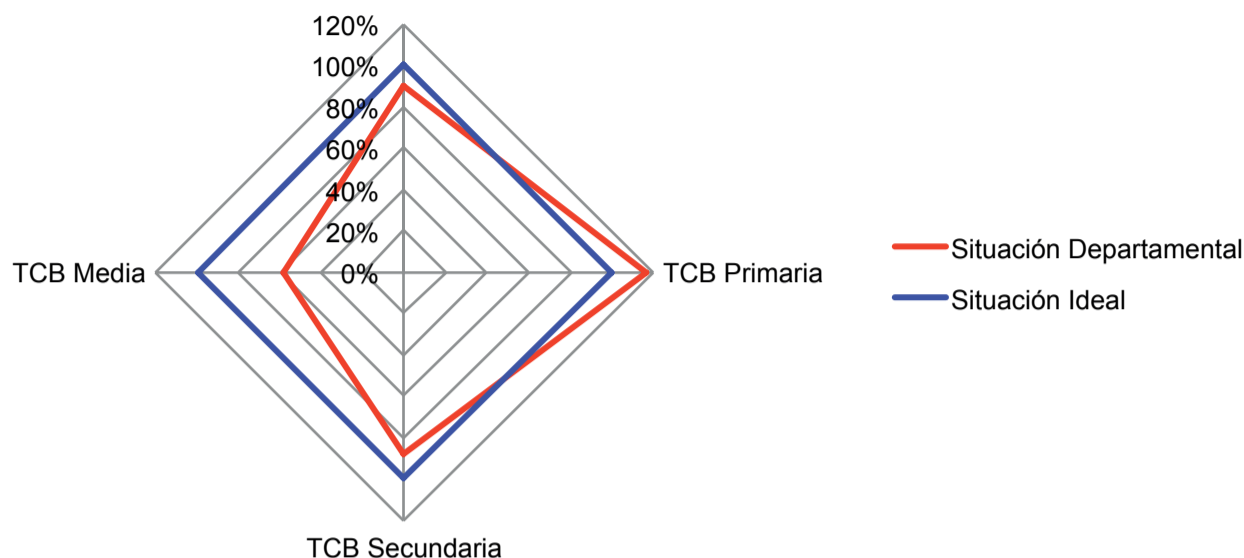 120%
100%
80%
60%
40%
20%
0%
TCB Media
TCB Primaria
TCB Secundaria
Situación Departamental
Situación Ideal